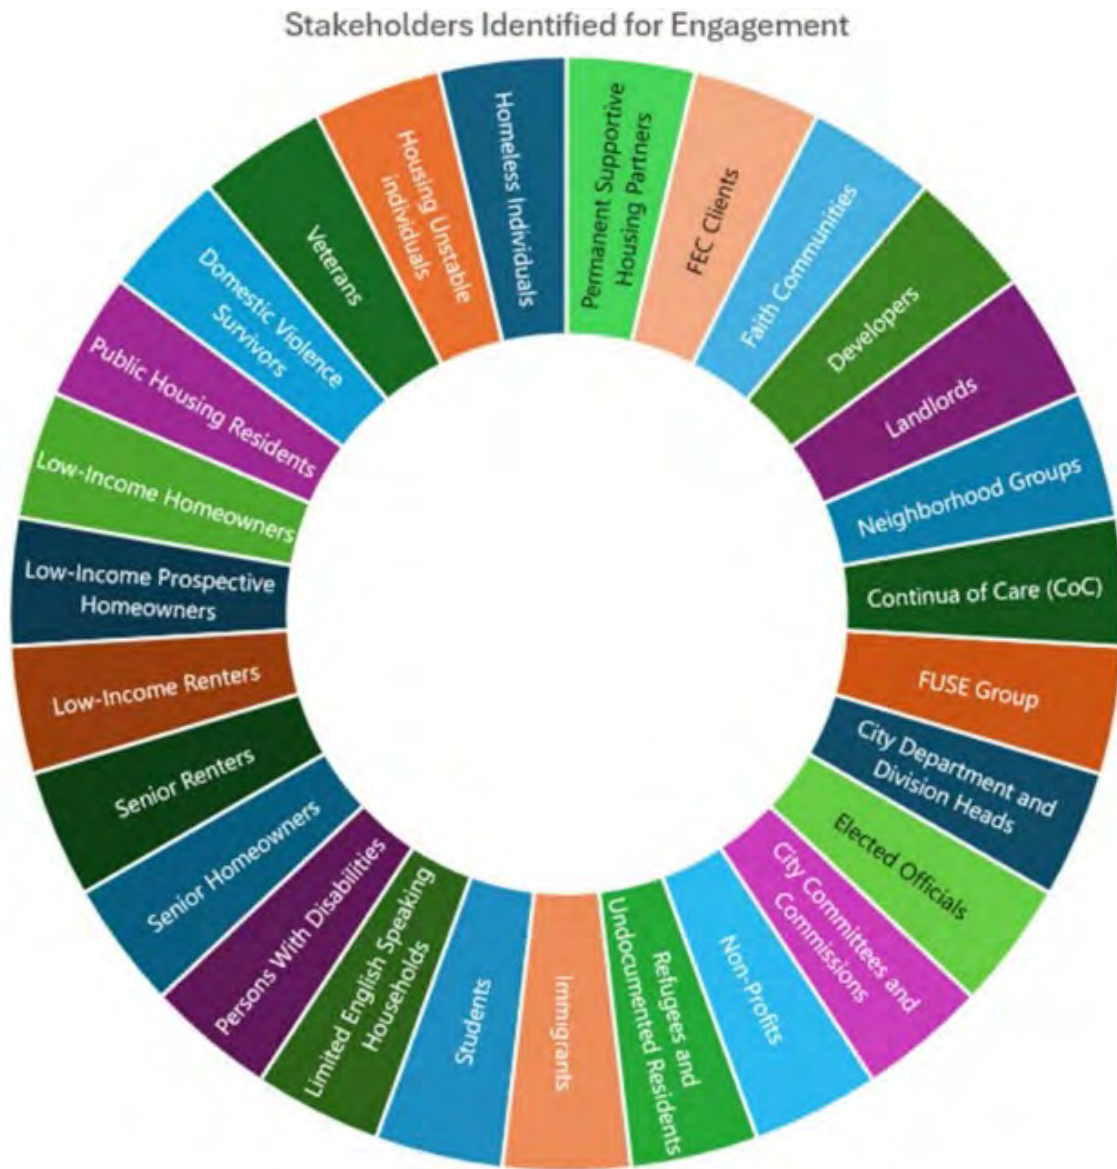 Stakeholders Identified for Engagement
Permanent Supportive
Housing Partners
FEC Clients
Faith Communities
Developers
Landlords
Neighborhood Groups
Continua of Care (CoC)
FUSE Group
City Department and
Division Heads
Elected Officials
City Committees and
Commissions
Non-Profits
Refugees and
Undocumented Residents
Immigrants
Students
Limited English Speaking
Households
Persons With Disabilities
Senior Homeowners
Senior Renters
Low-Income Renters
Low-Income Prospective
Homeowners
Low-Income Homeowners
Public Housing Residents
Domestic Violence
Survivors
Veterans
Housing Unstable
individuals
Homeless Individuals